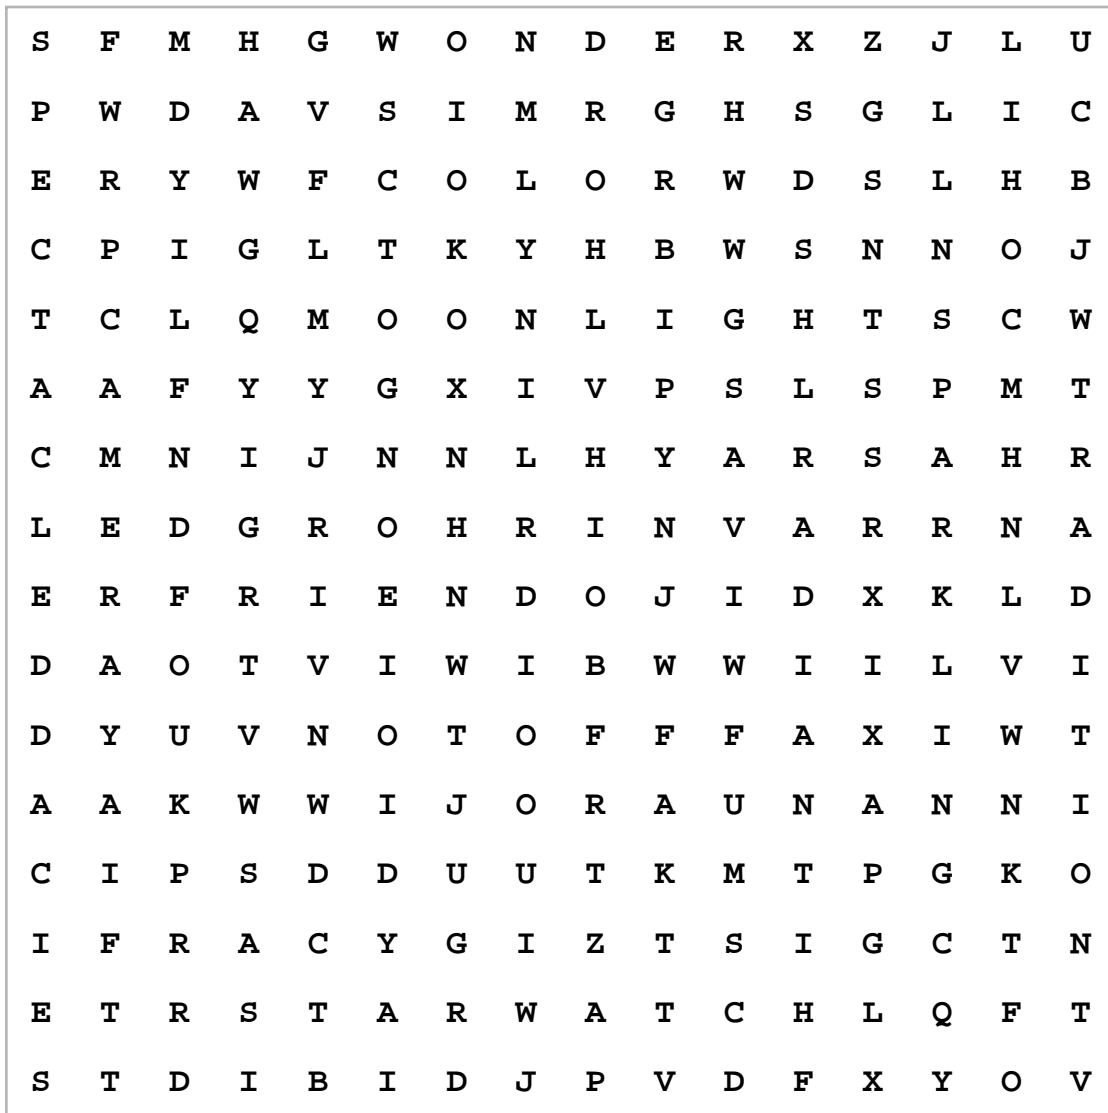 S F M H G W O N D E R X Z J L U
P W D A V S I M R G H S G L I C
E R Y W F C O L O R W D S L H B
C P I G L T K Y H B W S N N O J
T C L Q M O O N L I G H T S C W
A A F Y Y G X I V P S L S P M T
C M N I J N N L H Y A R S A H R
L E D G R O H R I N V A R R N A
E R F R I E N D O J I D X K L D
D A O T V I W I B W W I I L V I
D Y U V N O T O F F F A X I W T
A A K W W I J O R A U N A N N I
C I P S D D U U T K M T P G K O
I F R A C Y G I Z T S I G C T N
E T R S T A R W A T C H L Q F T
S T D I B I D J P V D F X Y O V